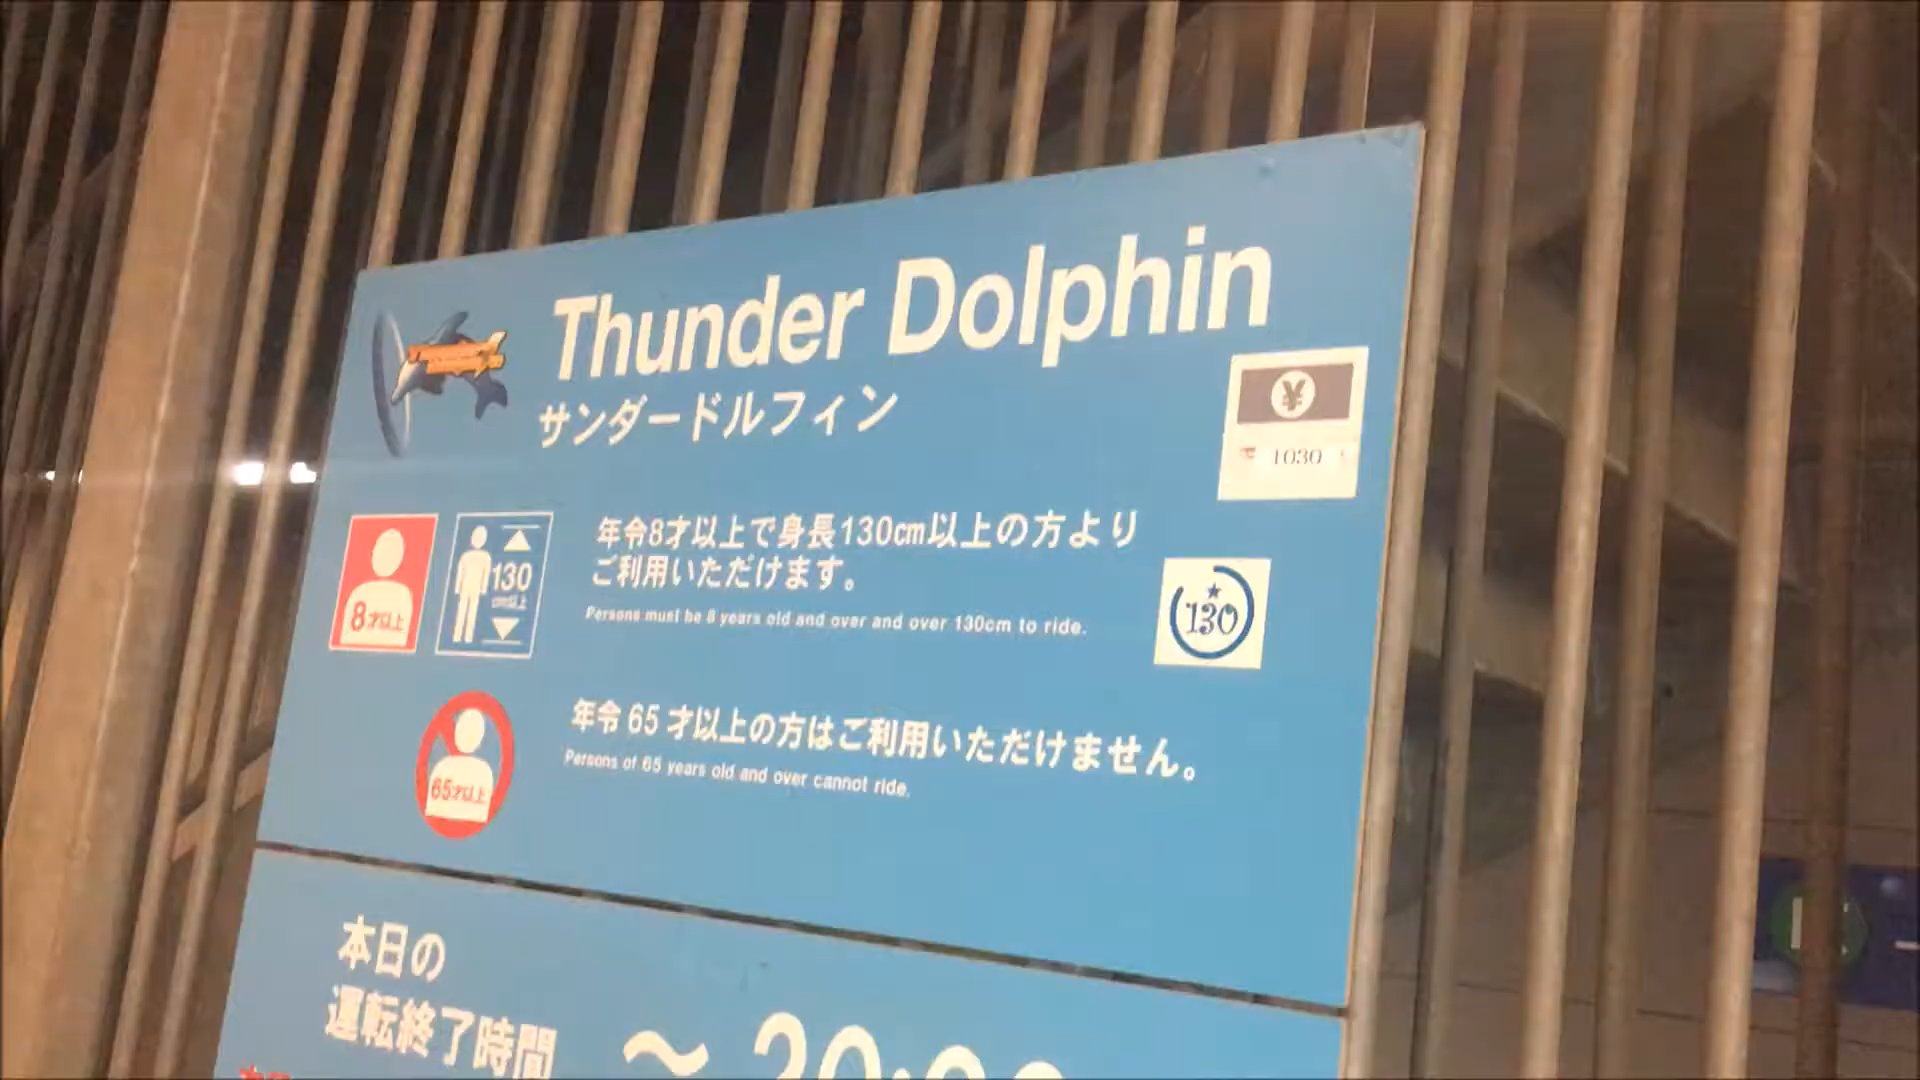 Thunder Dolphin
サンダードルフィン
¥
1030
年令8才以上で身長130cm以上の方より
ご利用いただけます。
Persons must be 8 years old and over and over 130cm to ride.
8才以上
130
cm以上
130
年令65才以上の方はご利用いただけません。
Persons of 65 years old and over cannot ride.
65才以上
本日の
運転終了時間
～